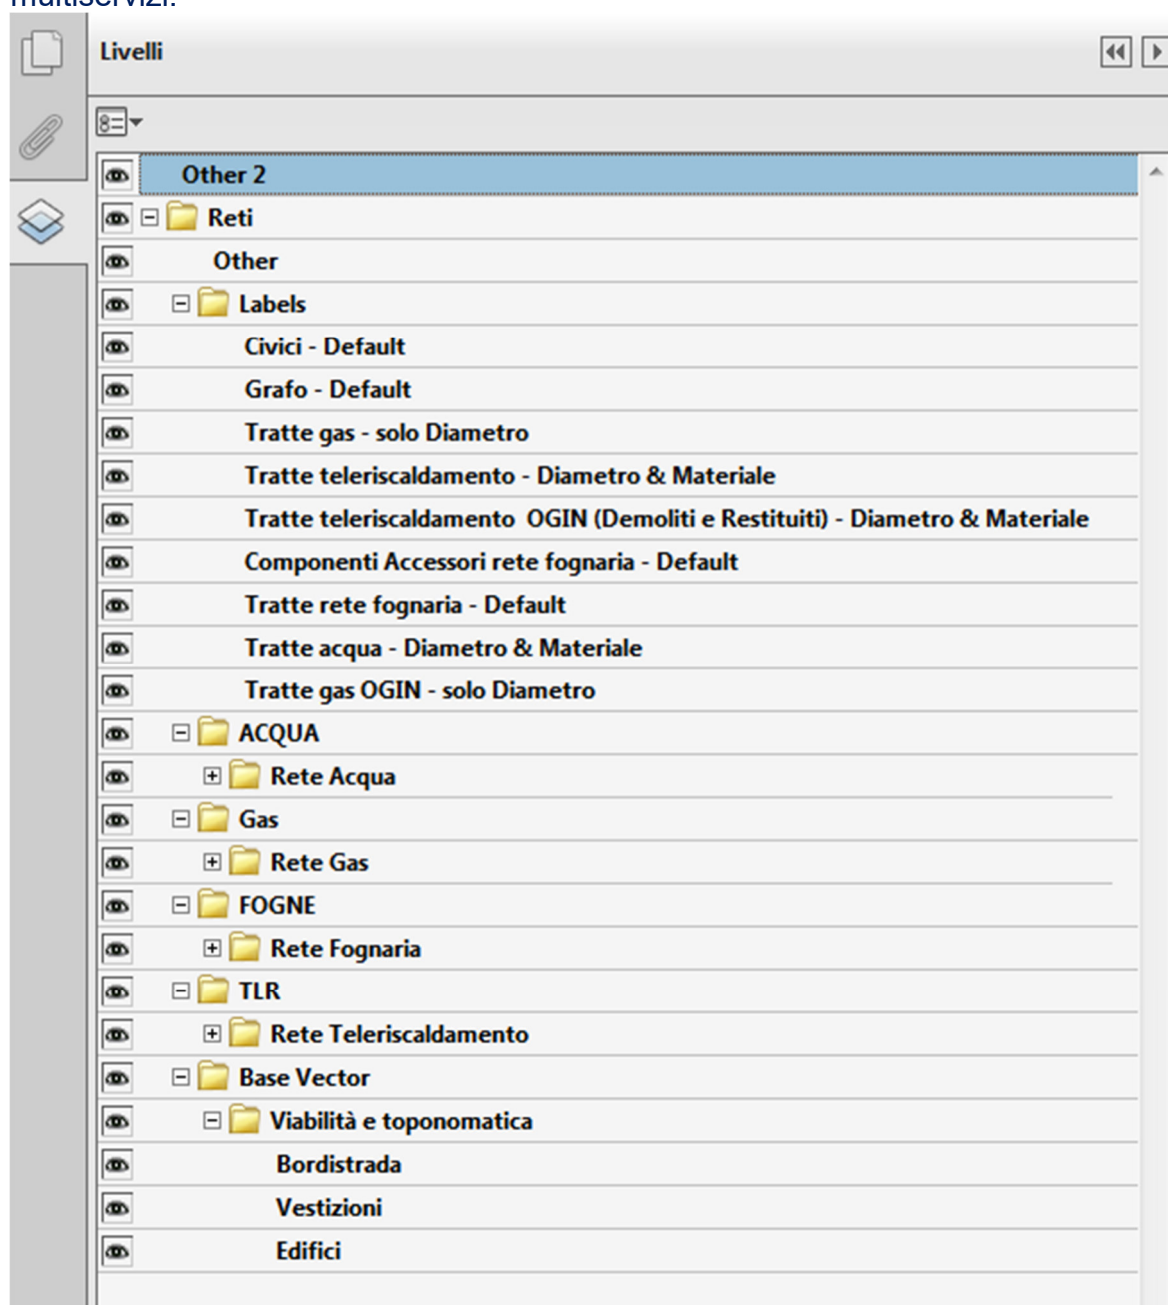 multiservizi.
Livelli
Other 2
Reti
Other
Labels
Civici - Default
Grafo - Default
Tratte gas - solo Diametro
Tratte teleriscaldamento - Diametro & Materiale
Tratte teleriscaldamento  OGIN (Demoliti e Restituiti) - Diametro & Materiale
Componenti Accessori rete fognaria - Default
Tratte rete fognaria - Default
Tratte acqua - Diametro & Materiale
Tratte gas OGIN - solo Diametro
ACQUA
Rete Acqua
Gas
Rete Gas
FOGNE
Rete Fognaria
TLR
Rete Teleriscaldamento
Base Vector
Viabilità e toponomatica
Bordistrada
Vestizioni
Edifici